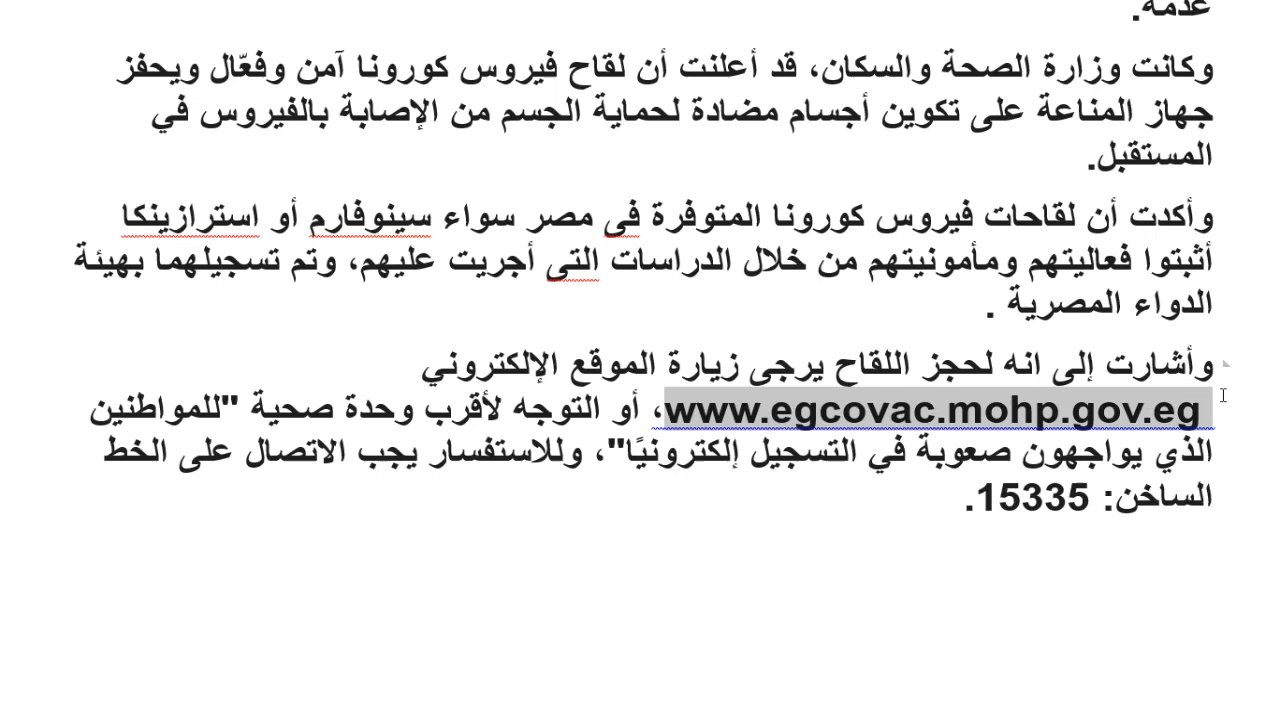 عدمه.
وكانت وزارة الصحة والسكان، قد أعلنت أن لقاح فيروس كورونا آمن وفعّال ويحفز
جهاز المناعة على تكوين أجسام مضادة لحماية الجسم من الإصابة بالفيروس في
المستقبل.
وأكدت أن لقاحات فيروس كورونا المتوفرة فى مصر سواء سينوفارم أو استرازينكا
أثبتوا فعاليتهم ومأمونيتهم من خلال الدراسات التى أجريت عليهم، وتم تسجيلهما بهيئة
الدواء المصرية .
وأشارت إلى انه لحجز اللقاح يرجى زيارة الموقع الإلكتروني
www.egcovac.mohp.gov.eg، أو التوجه لأقرب وحدة صحية "للمواطنين
الذي يواجهون صعوبة في التسجيل إلكترونيًا"، وللاستفسار يجب الاتصال على الخط
الساخن: 15335.